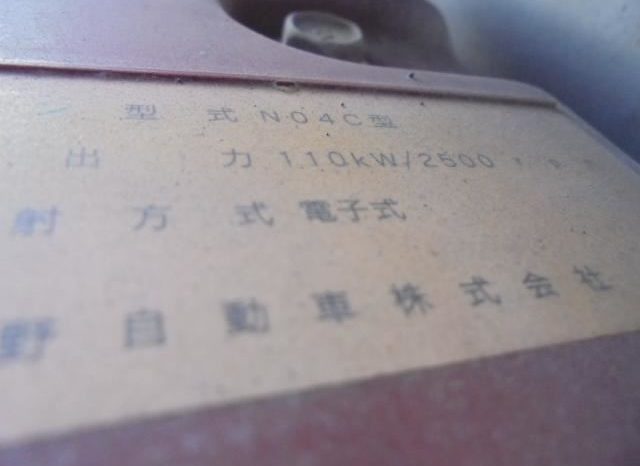 型 式 N04C型
出 力 110kW/2500 r p m
射 方 式 電子式
野 自 動 車 株 式 会 社